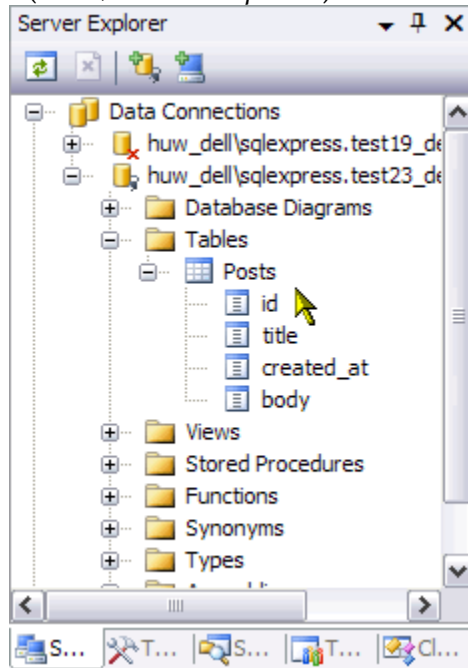 Server Explorer
Data Connections
huw_dell\sqlexpress.test19_de
huw_dell\sqlexpress.test23_de
Database Diagrams
Tables
Posts
id
title
created_at
body
Views
Stored Procedures
Functions
Synonyms
Types
S... T... S... T... Cl...